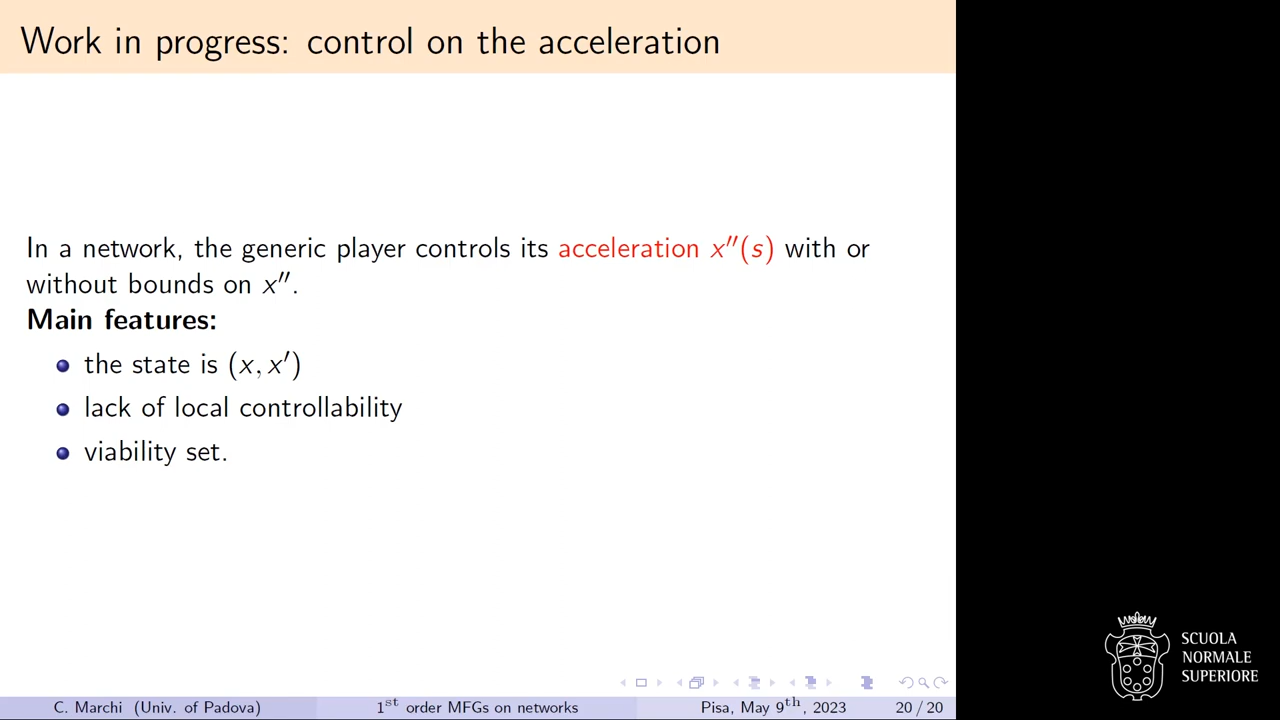 Work in progress: control on the acceleration
In a network, the generic player controls its acceleration x′′(s) with or
without bounds on x′′.
Main features:
the state is (x, x′)
lack of local controllability
viability set.
C. Marchi (Univ. of Padova)
1st order MFGs on networks
Pisa, May 9th, 2023
20 / 20
SCUOLA
NORMALE
SUPERIORE